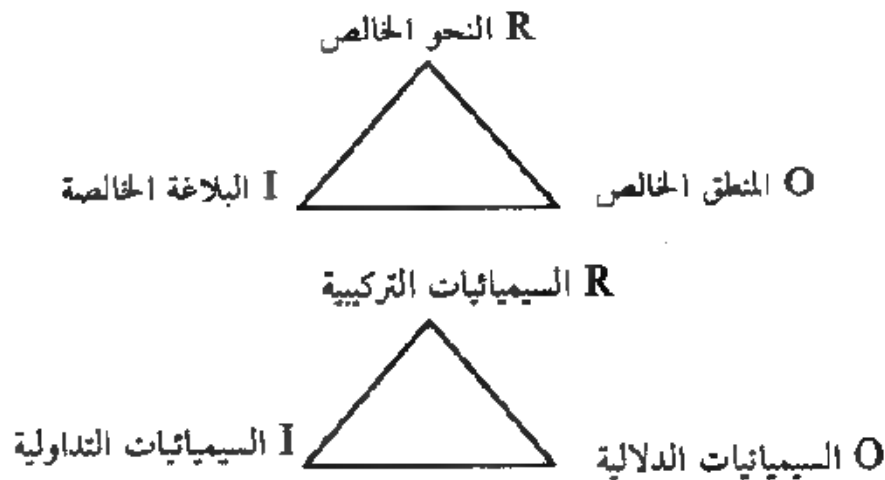 R النحو الخالص
O المنطق الخالص
I البلاغة الخالصة
R السيميائيات التركيبية
O السيميائيات الدلالية
I السيميائيات التداولية